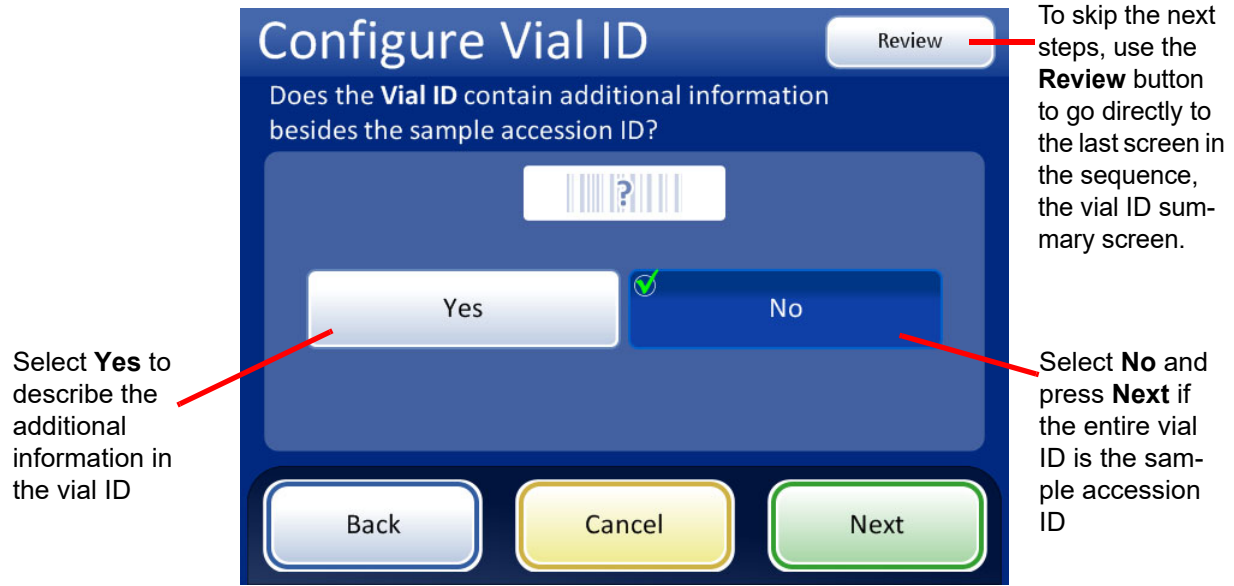 Configure Vial ID
Review
Does the Vial ID contain additional information
besides the sample accession ID?
?
Yes
No
Back
Cancel
Next
To skip the next
steps, use the
Review button
to go directly to
the last screen in
the sequence,
the vial ID sum-
mary screen.
Select Yes to
describe the
additional
information in
the vial ID
Select No and
press Next if
the entire vial
ID is the sam-
ple accession
ID